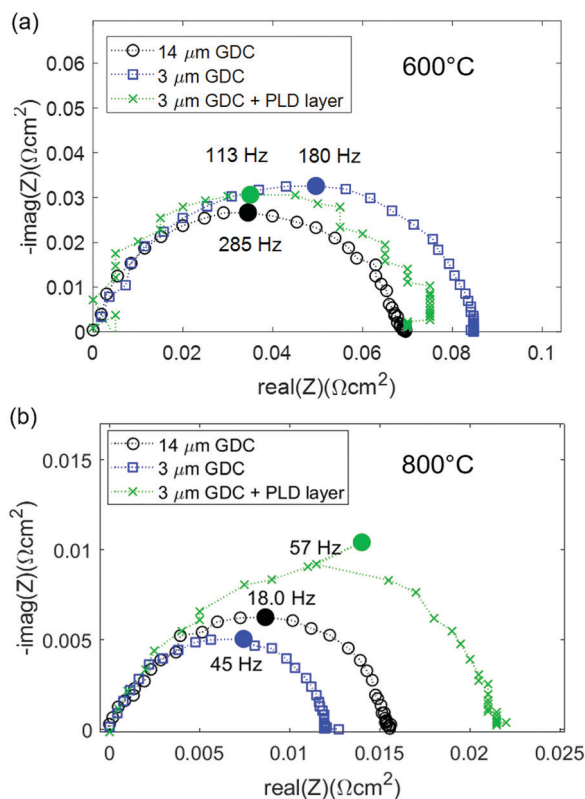 (a)
0.06
0.05
0.04
0.03
0.02
0.01
0
-imag(Z)(Ωcm²)
14 μm GDC
3 μm GDC
3 μm GDC + PLD layer
600°C
113 Hz 180 Hz
285 Hz
0 0.02 0.04 0.06 0.08 0.1
real(Z)(Ωcm²)
(b)
0.015
0.01
0.005
0
-imag(Z)(Ωcm²)
14 μm GDC
3 μm GDC
3 μm GDC + PLD layer
800°C
57 Hz
18.0 Hz
45 Hz
0 0.005 0.01 0.015 0.02 0.025
real(Z)(Ωcm²)